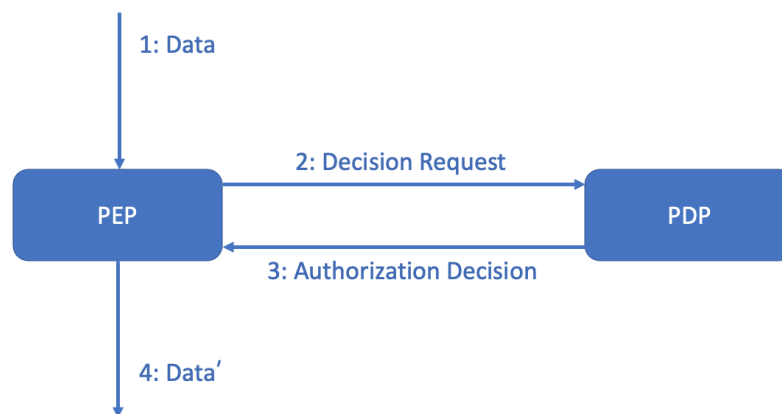 1: Data
2: Decision Request
PEP
PDP
3: Authorization Decision
4: Data′